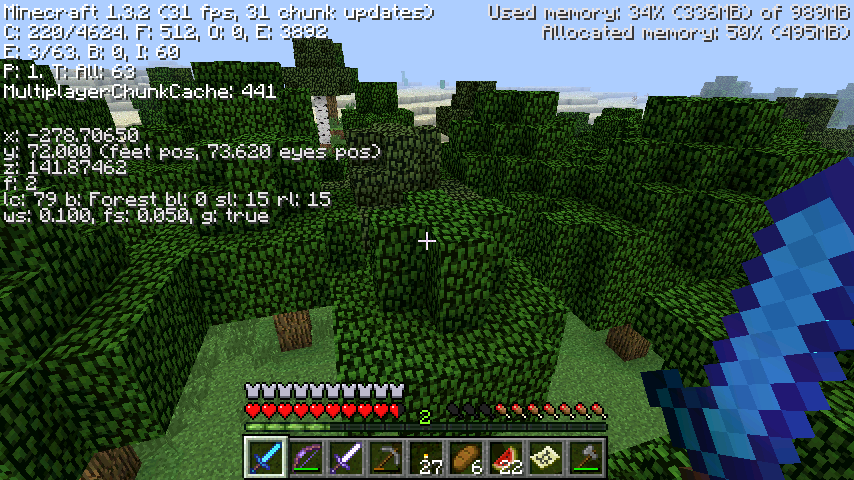 Minecraft 1.3.2 (31 fps, 31 chunk updates)
Used memory: 34% (336MB) of 989MB
C: 220/4624, F: 512, O: 0, E: 3892
Allocated memory: 50% (495MB)
E: 3/63, B: 0, I: 60
P: 1. T: All: 63
MultiplayerChunkCache: 441
x: -378.70650
y: 72.000 (feet pos, 73.620 eyes pos)
z: 141.87462
f: 2
lc: 79 b: Forest bl: 0 sl: 15 rl: 15
ws: 0.100, fs: 0.050, g: true
2
27 6 22